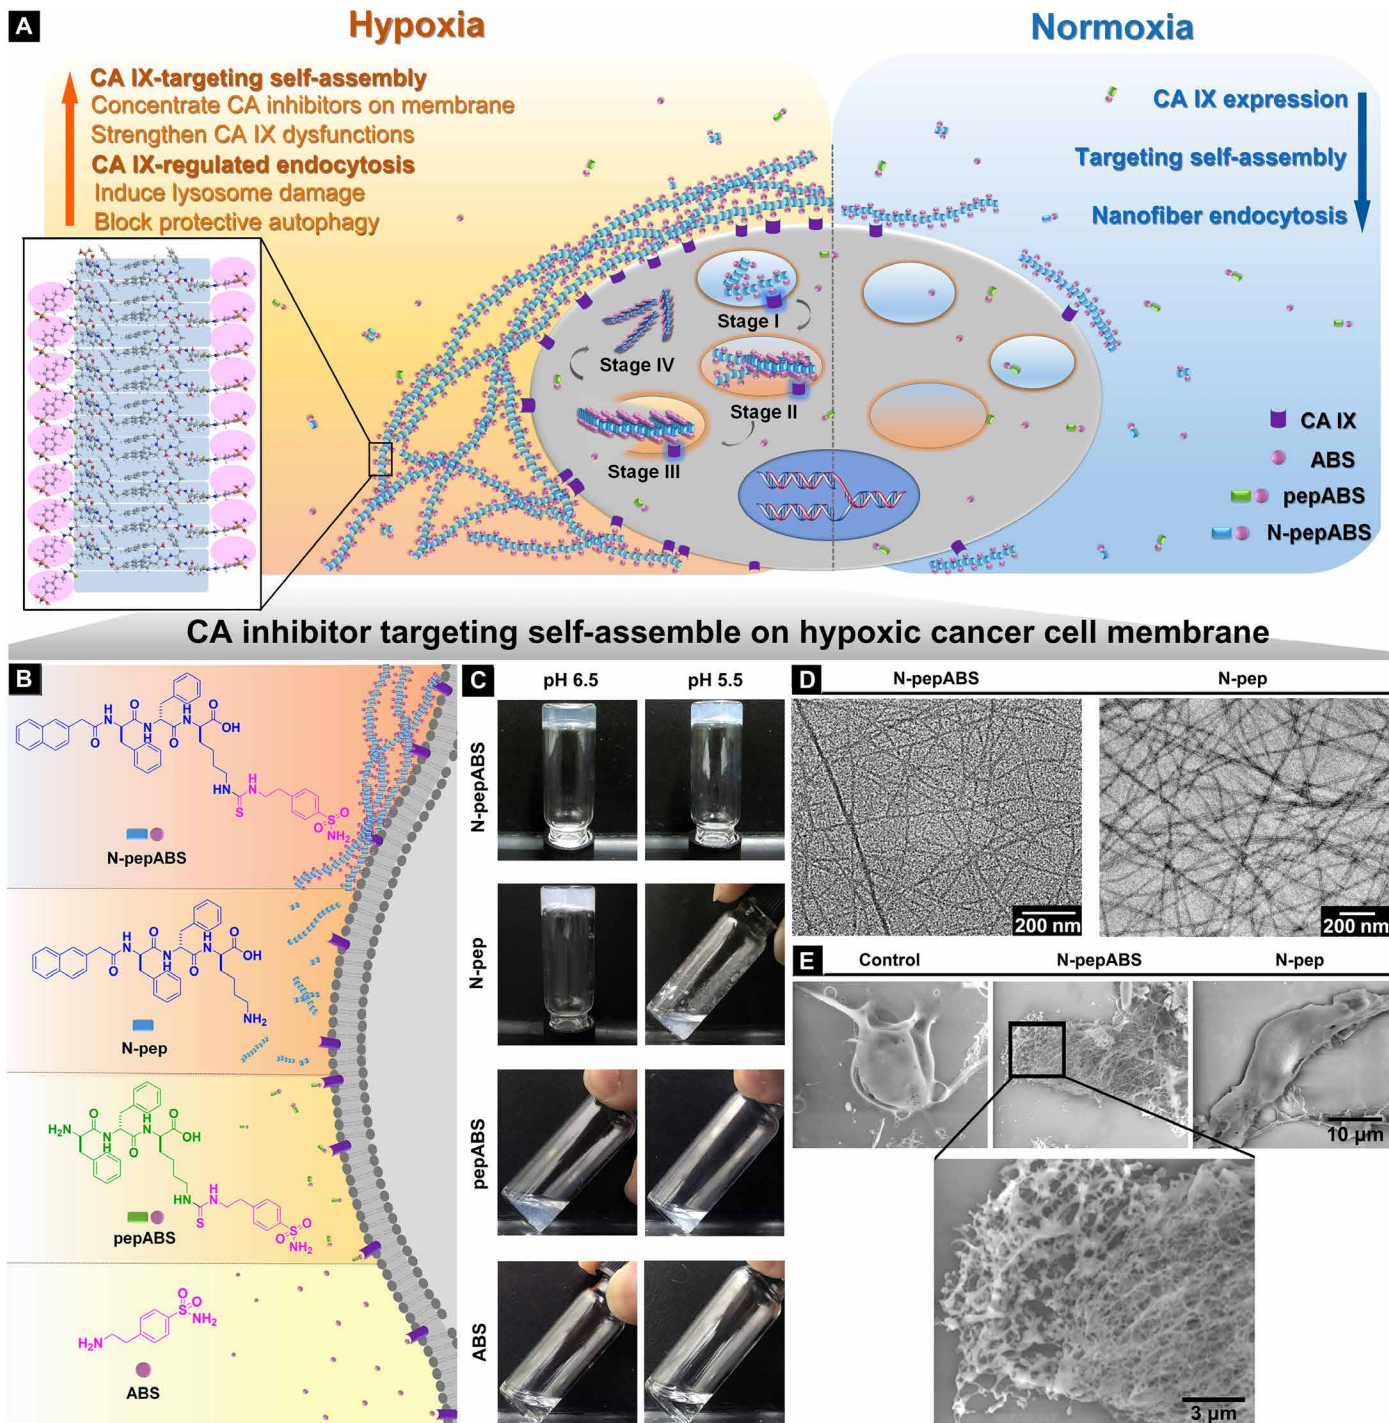 A
Hypoxia
Normoxia
CA IX-targeting self-assembly
Concentrate CA inhibitors on membrane
Strengthen CA IX dysfunctions
CA IX-regulated endocytosis
Induce lysosome damage
Block protective autophagy
CA IX expression
Targeting self-assembly
Nanofiber endocytosis
Stage I
Stage IV
Stage II
Stage III
CA IX
ABS
pepABS
N-pepABS
CA inhibitor targeting self-assemble on hypoxic cancer cell membrane
B
N-pepABS
N-pep
pepABS
ABS
C
pH 6.5
pH 5.5
N-pepABS
N-pep
pepABS
ABS
D
N-pepABS
N-pep
200 nm
200 nm
E
Control
N-pepABS
N-pep
10 µm
3 µm